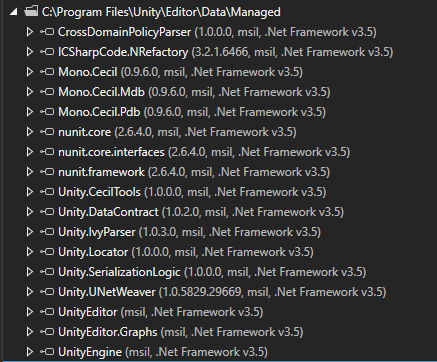 C:\Program Files\Unity\Editor\Data\Managed
CrossDomainPolicyParser (1.0.0.0, msil, .Net Framework v3.5)
ICSharpCode.NRefactory (3.2.1.6466, msil, .Net Framework v3.5)
Mono.Cecil (0.9.6.0, msil, .Net Framework v3.5)
Mono.Cecil.Mdb (0.9.6.0, msil, .Net Framework v3.5)
Mono.Cecil.Pdb (0.9.6.0, msil, .Net Framework v3.5)
nunit.core (2.6.4.0, msil, .Net Framework v3.5)
nunit.core.interfaces (2.6.4.0, msil, .Net Framework v3.5)
nunit.framework (2.6.4.0, msil, .Net Framework v3.5)
Unity.CecilTools (1.0.0.0, msil, .Net Framework v3.5)
Unity.DataContract (1.0.2.0, msil, .Net Framework v3.5)
Unity.IvyParser (1.0.3.0, msil, .Net Framework v3.5)
Unity.Locator (1.0.0.0, msil, .Net Framework v3.5)
Unity.SerializationLogic (1.0.0.0, msil, .Net Framework v3.5)
Unity.UNetWeaver (1.0.5829.29669, msil, .Net Framework v3.5)
UnityEditor (msil, .Net Framework v3.5)
UnityEditor.Graphs (msil, .Net Framework v3.5)
UnityEngine (msil, .Net Framework v3.5)